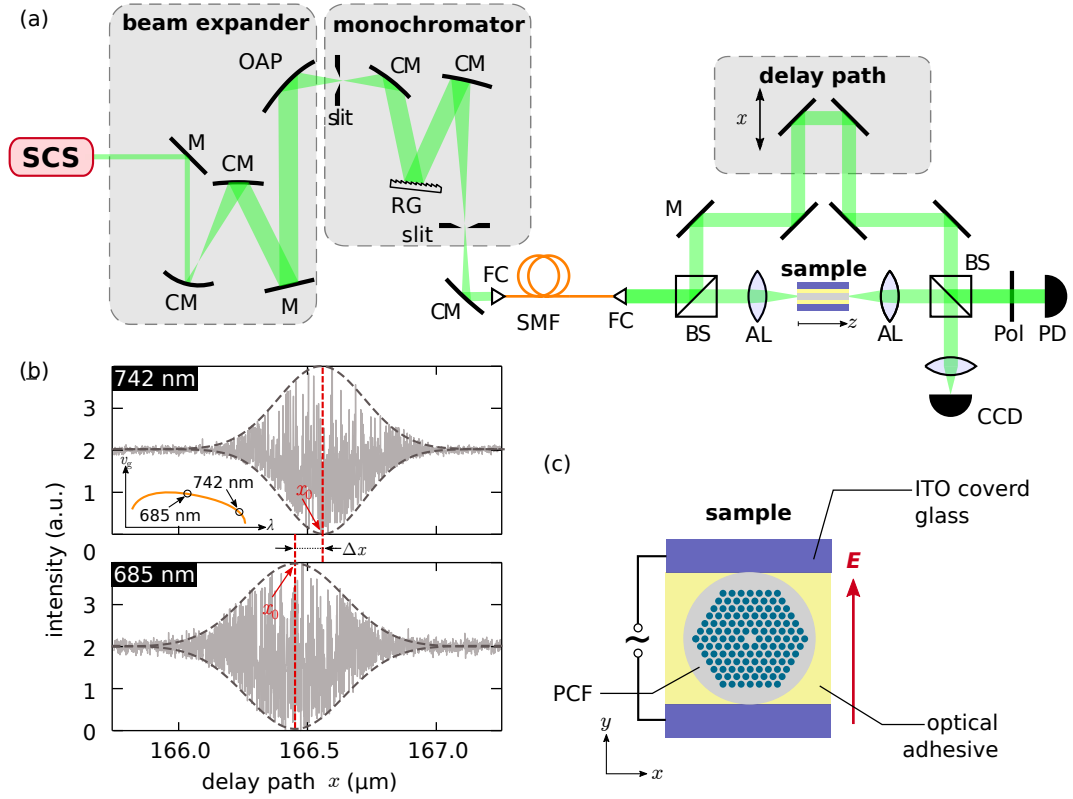 (a)
beam expander
monochromator
OAP
CM
CM
slit
delay path
x
SCS
M
CM
RG
slit
M
CM
M
FC
CM
SMF
FC
BS
AL
sample
z
AL
BS
Pol
PD
CCD
(b)
742 nm
3
2
1
0
v_g
742 nm
685 nm
λ
x_0
Δx
685 nm
3
2
1
0
x_0
intensity (a.u.)
166.0
166.5
167.0
delay path x (μm)
(c)
sample
ITO coverd
glass
E
~
PCF
optical
adhesive
y
x